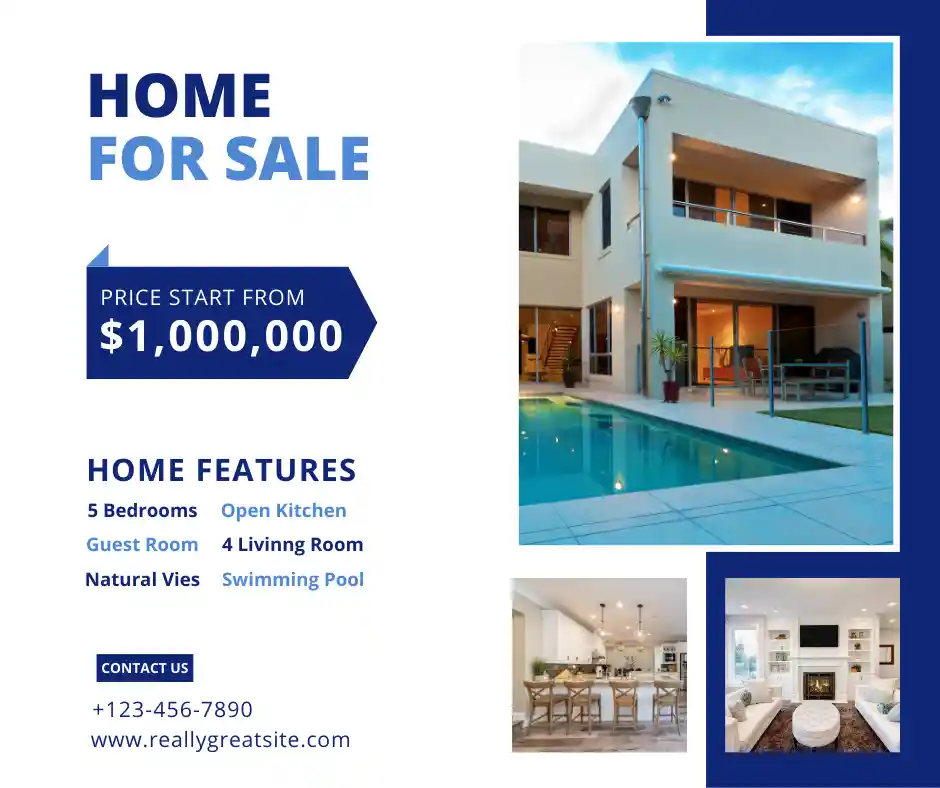 HOME
FOR SALE
PRICE START FROM
$1,000,000
HOME FEATURES
5 Bedrooms Open Kitchen
Guest Room 4 Livinng Room
Natural Vies Swimming Pool
CONTACT US
+123-456-7890
www.reallygreatsite.com